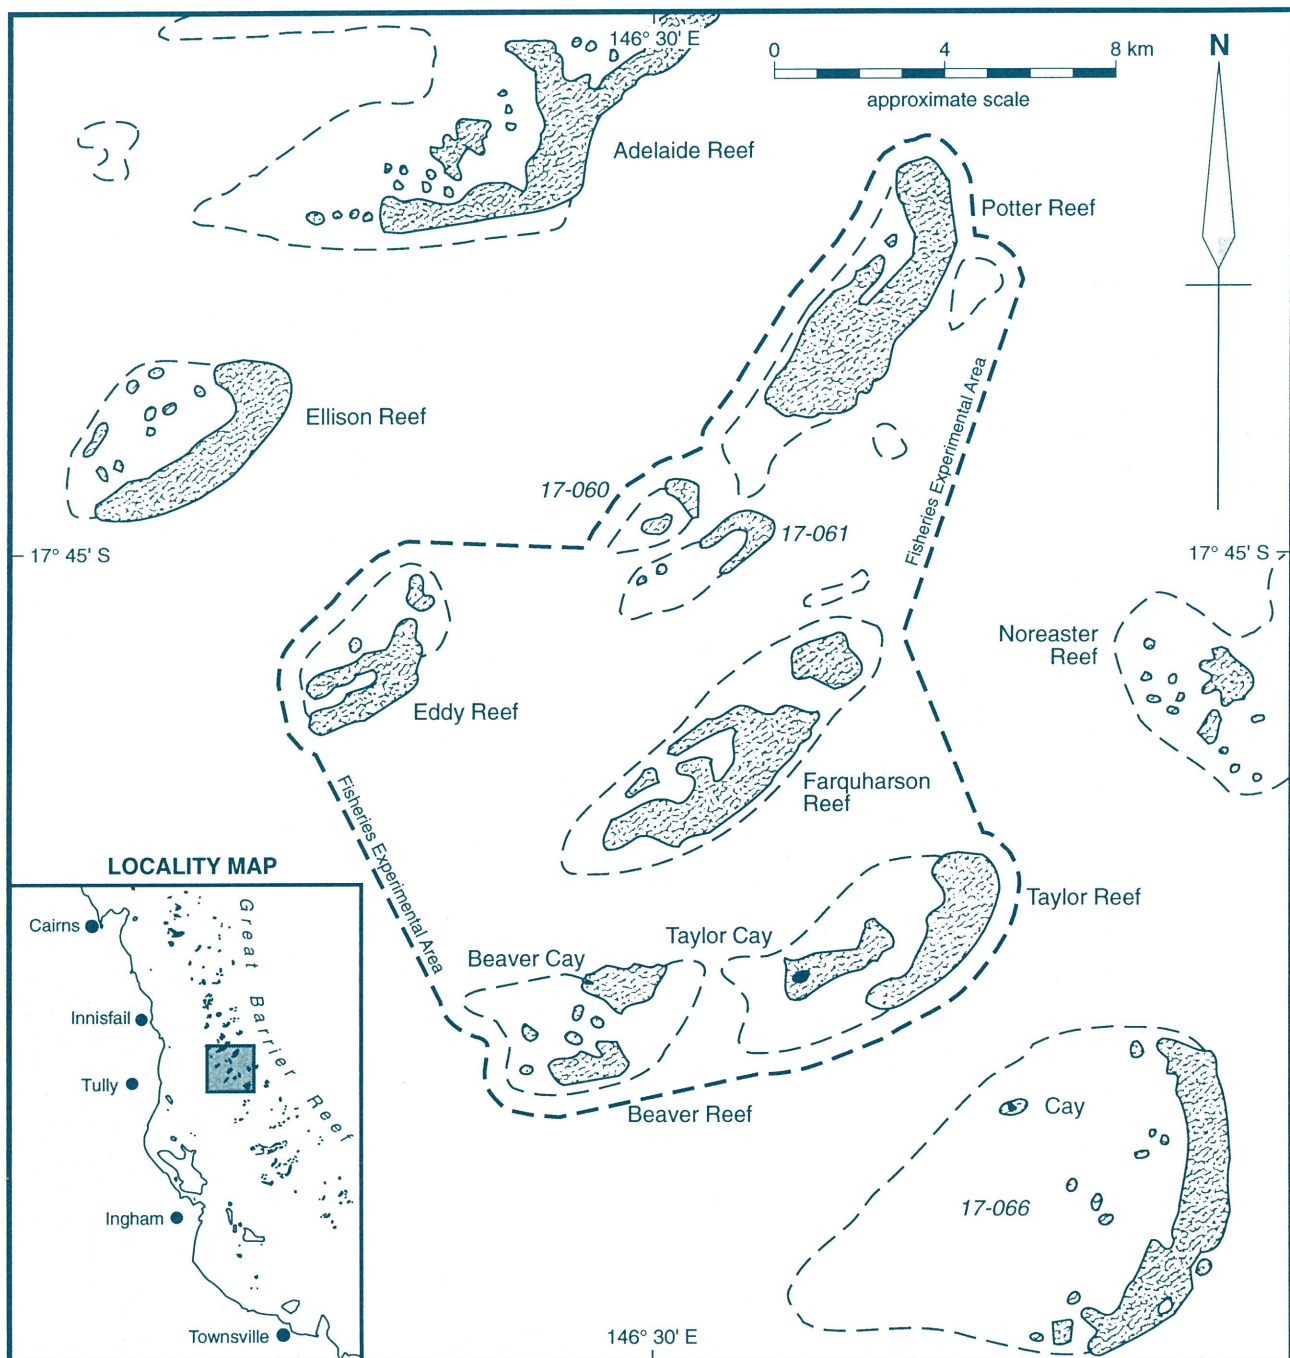 146° 30' E
0 4 8 km
approximate scale
N
Adelaide Reef
Potter Reef
Ellison Reef
Fisheries Experimental Area
17-060
17-061
17° 45' S
17° 45' S
Noreaster
Reef
Eddy Reef
Farquharson
Reef
Fisheries Experimental Area
Taylor Reef
Taylor Cay
Beaver Cay
Beaver Reef
Cay
17-066
146° 30' E
LOCALITY MAP
Cairns
Great Barrier Reef
Innisfail
Tully
Ingham
Townsville